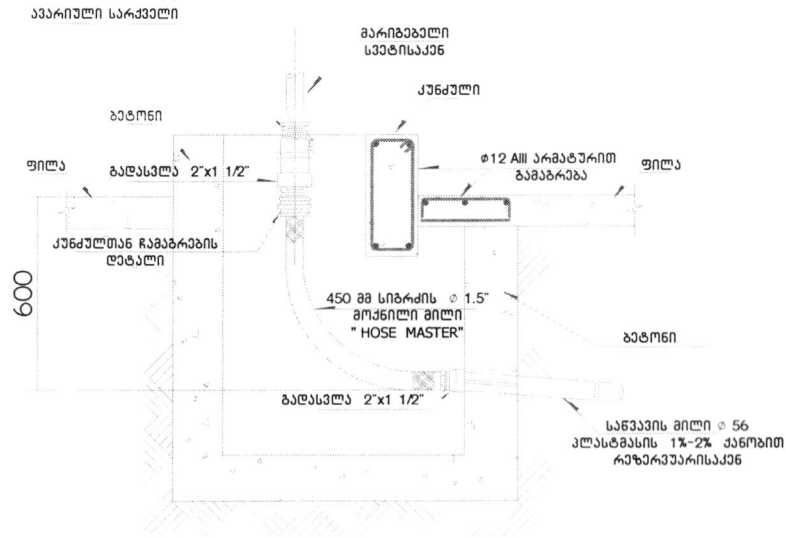 ავარიული სარქველი
მარიგებელი
სვეტისაკენ
კუნძული
ბეტონი
ფილა
გადასვლა 2"x1 1/2"
ø12 AIII არმატურით
გამაგრება
ფილა
კუნძულთან ჩამაგრების
დეტალი
600
450 მმ სიგრძის ø 1.5"
მოქნილი მილი
" HOSE MASTER"
ბეტონი
გადასვლა 2"x1 1/2"
საწვავის მილი ø 56
პლასტმასის 1%-2% ქანობით
რეზერვუარისაკენ